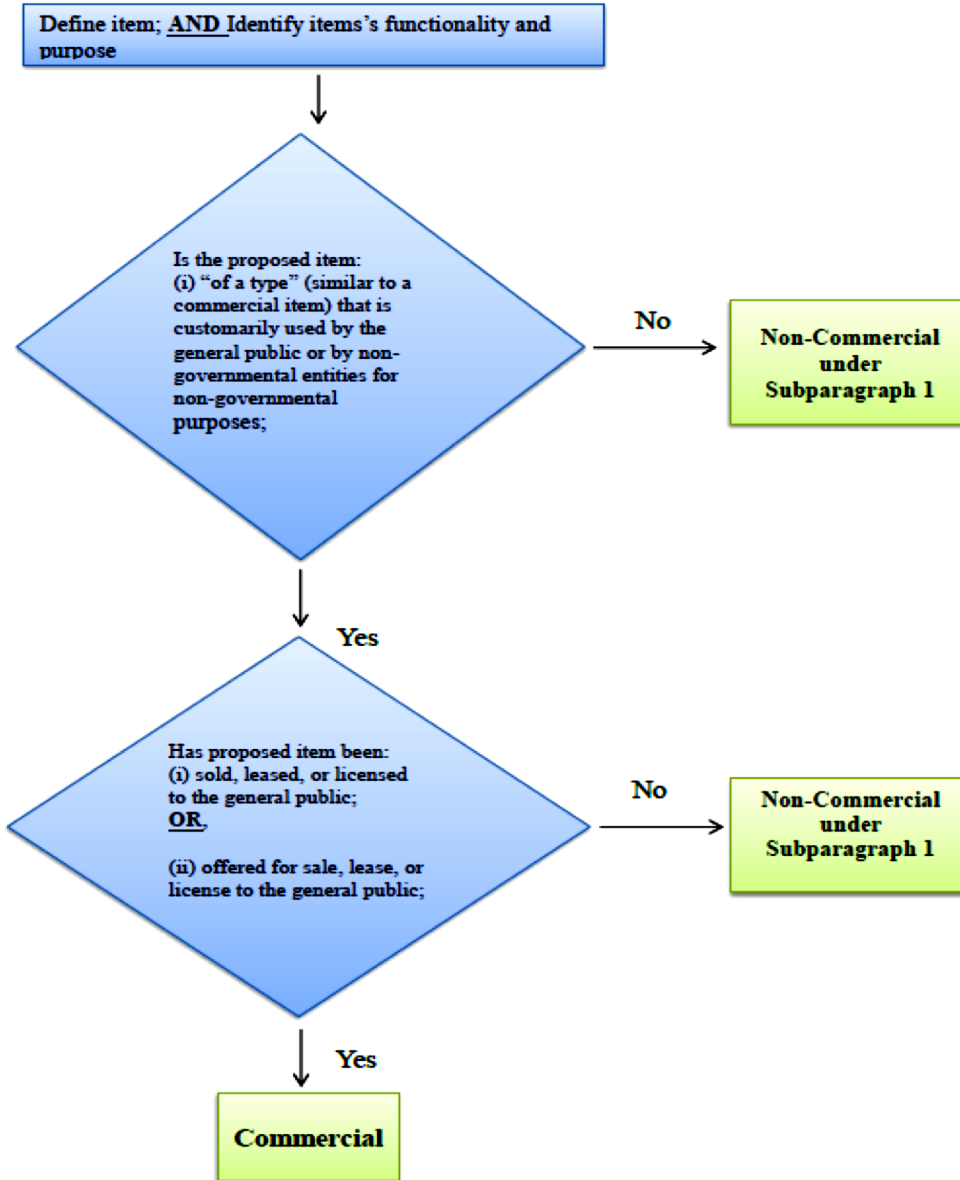 Define item; AND Identify items's functionality and
purpose
Is the proposed item:
(i) “of a type” (similar to a
commercial item) that is
customarily used by the
general public or by non-
governmental entities for
non-governmental
purposes;
No
Non-Commercial
under
Subparagraph 1
Yes
Has proposed item been:
(i) sold, leased, or licensed
to the general public;
OR,
(ii) offered for sale, lease, or
license to the general public;
No
Non-Commercial
under
Subparagraph 1
Yes
Commercial